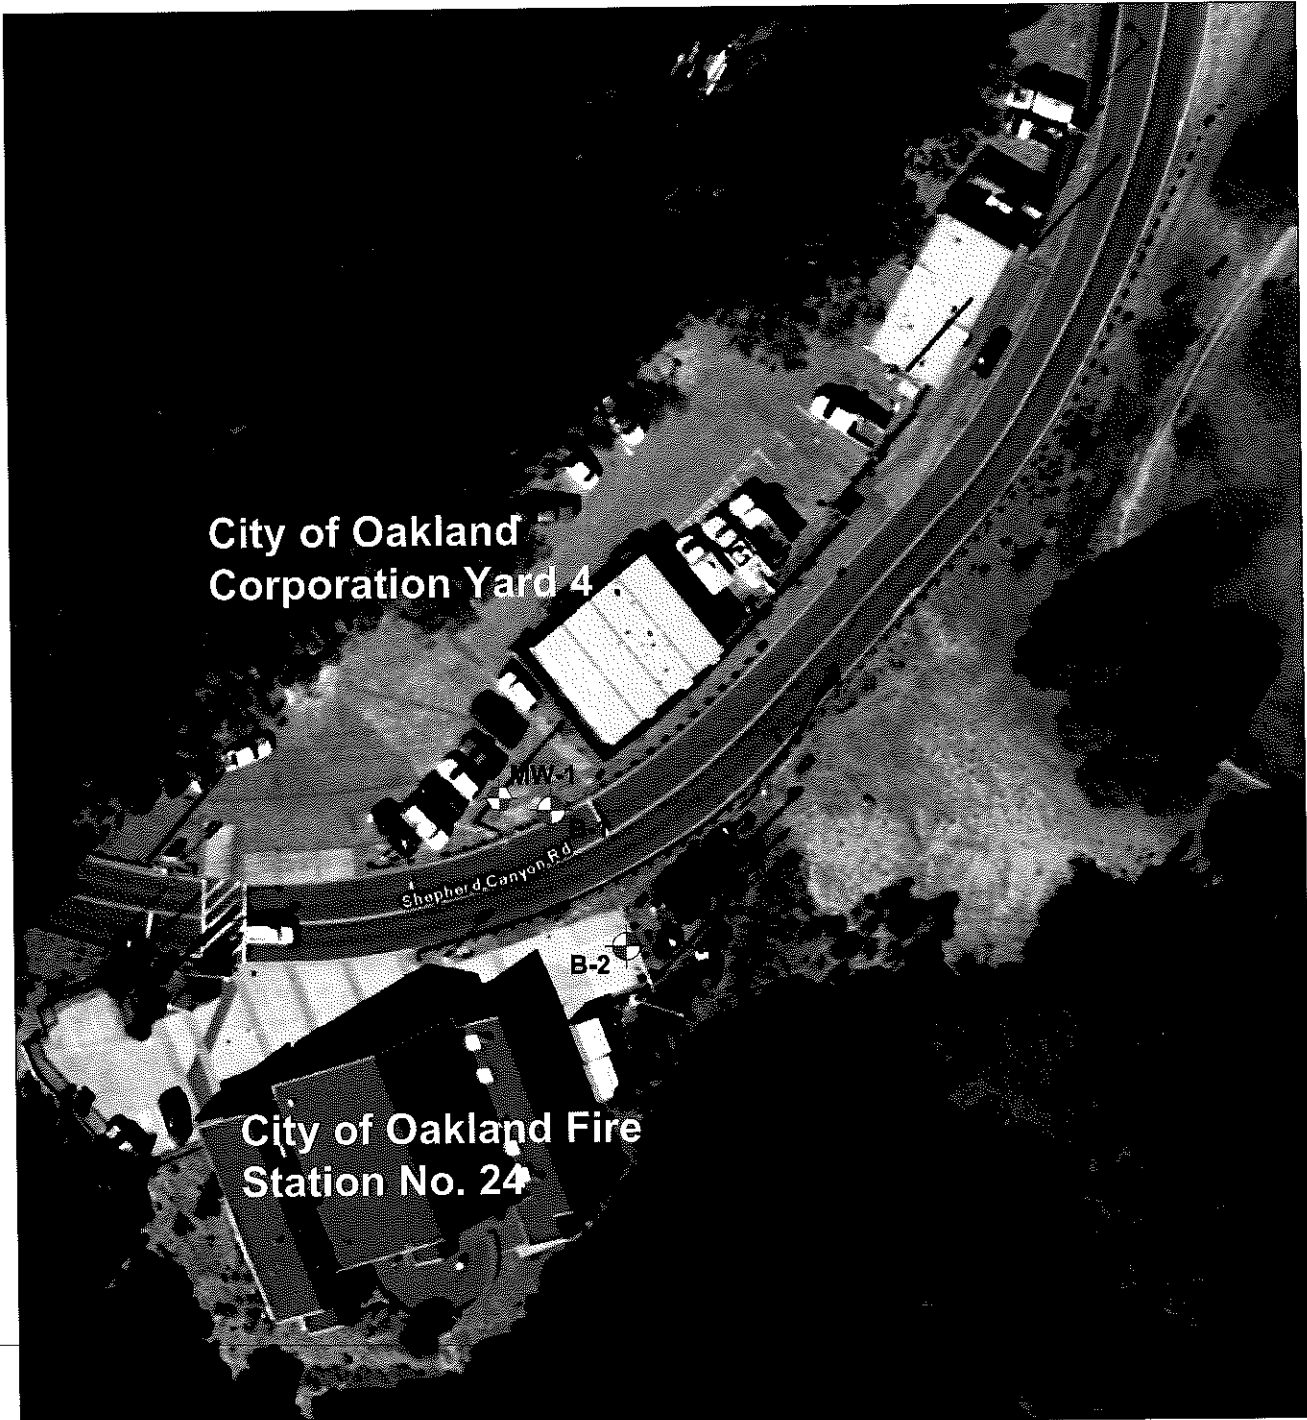 City of Oakland
Corporation Yard 4
MW-1
Shepherd Canyon Rd
B-2
City of Oakland Fire
Station No. 24